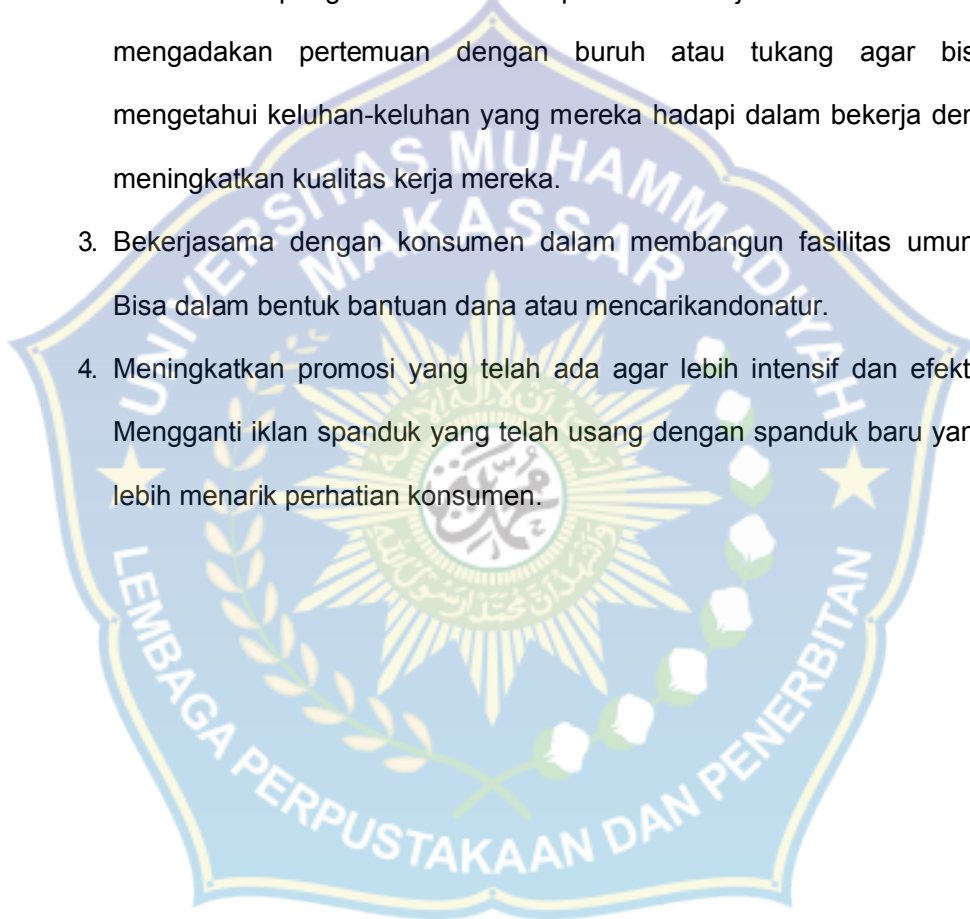 mengadakan pertemuan dengan buruh atau tukang agar bis
mengetahui keluhan-keluhan yang mereka hadapi dalam bekerja den
meningkatkan kualitas kerja mereka.
3. Bekerjasama dengan konsumen dalam membangun fasilitas umun
Bisa dalam bentuk bantuan dana atau mencarikandonatur.
4. Meningkatkan promosi yang telah ada agar lebih intensif dan efekt
Mengganti iklan spanduk yang telah usang dengan spanduk baru yan
lebih menarik perhatian konsumen.
UNIVERSITAS MUHAMMADIYAH
MAKASSAR
LEMBAGA PERPUSTAKAAN DAN PENERBITAN